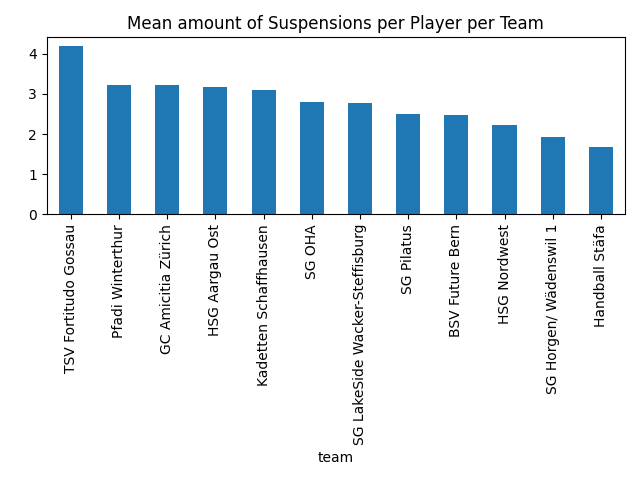 Mean amount of Suspensions per Player per Team
4
3
2
1
0
TSV Fortitudo Gossau
Pfadi Winterthur
GC Amicitia Zürich
HSG Aargau Ost
Kadetten Schaffhausen
SG OHA
SG LakeSide Wacker-Steffisburg
SG Pilatus
BSV Future Bern
HSG Nordwest
SG Horgen/ Wädenswil 1
Handball Stäfa
team